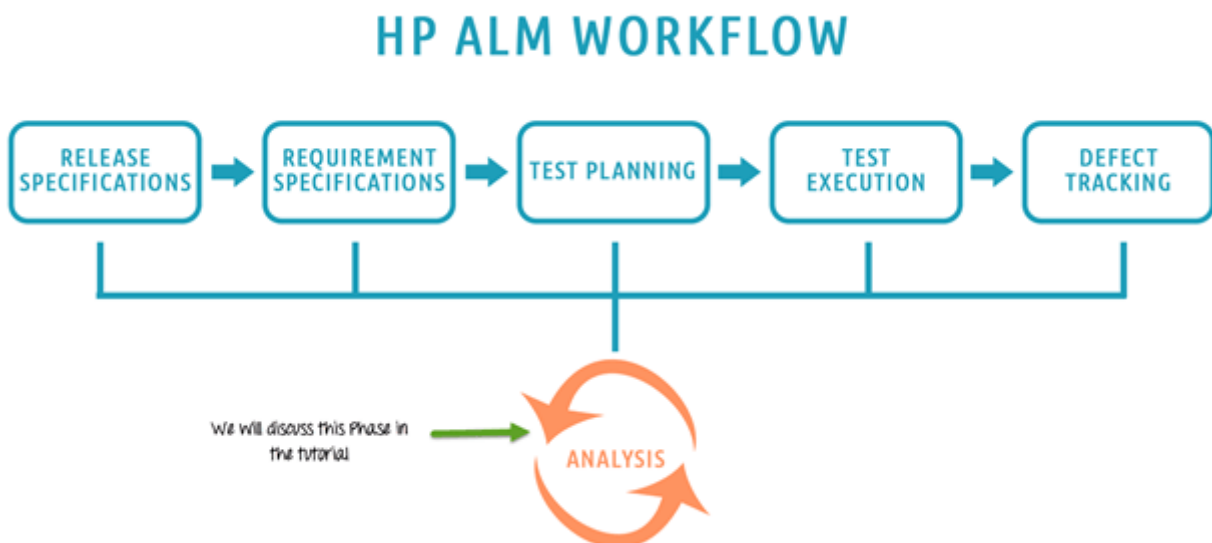 HP ALM WORKFLOW
RELEASE
SPECIFICATIONS
REQUIREMENT
SPECIFICATIONS
TEST PLANNING
TEST
EXECUTION
DEFECT
TRACKING
We will discuss this Phase in
the tutorial
ANALYSIS